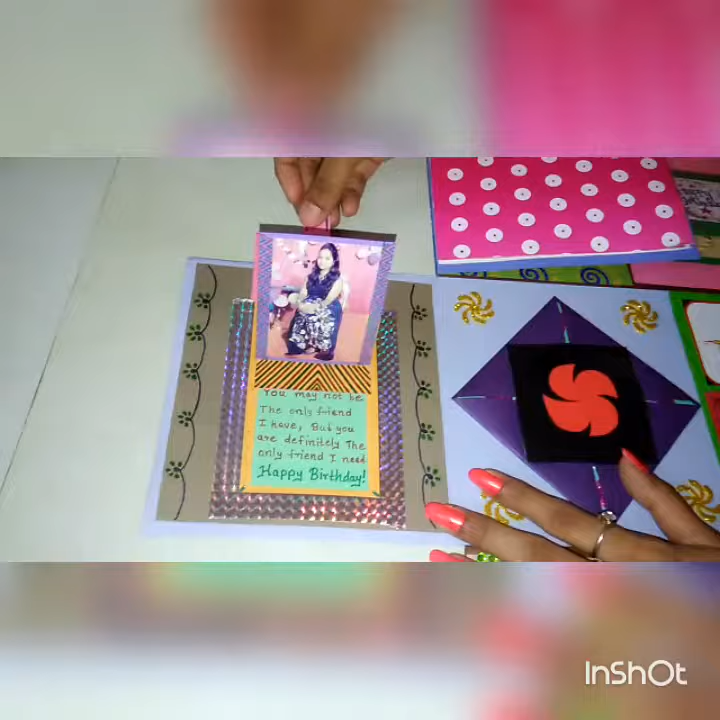 You may not be
The only friend
I have, But you
are definitely The
only friend I need
Happy Birthday!
InShOt